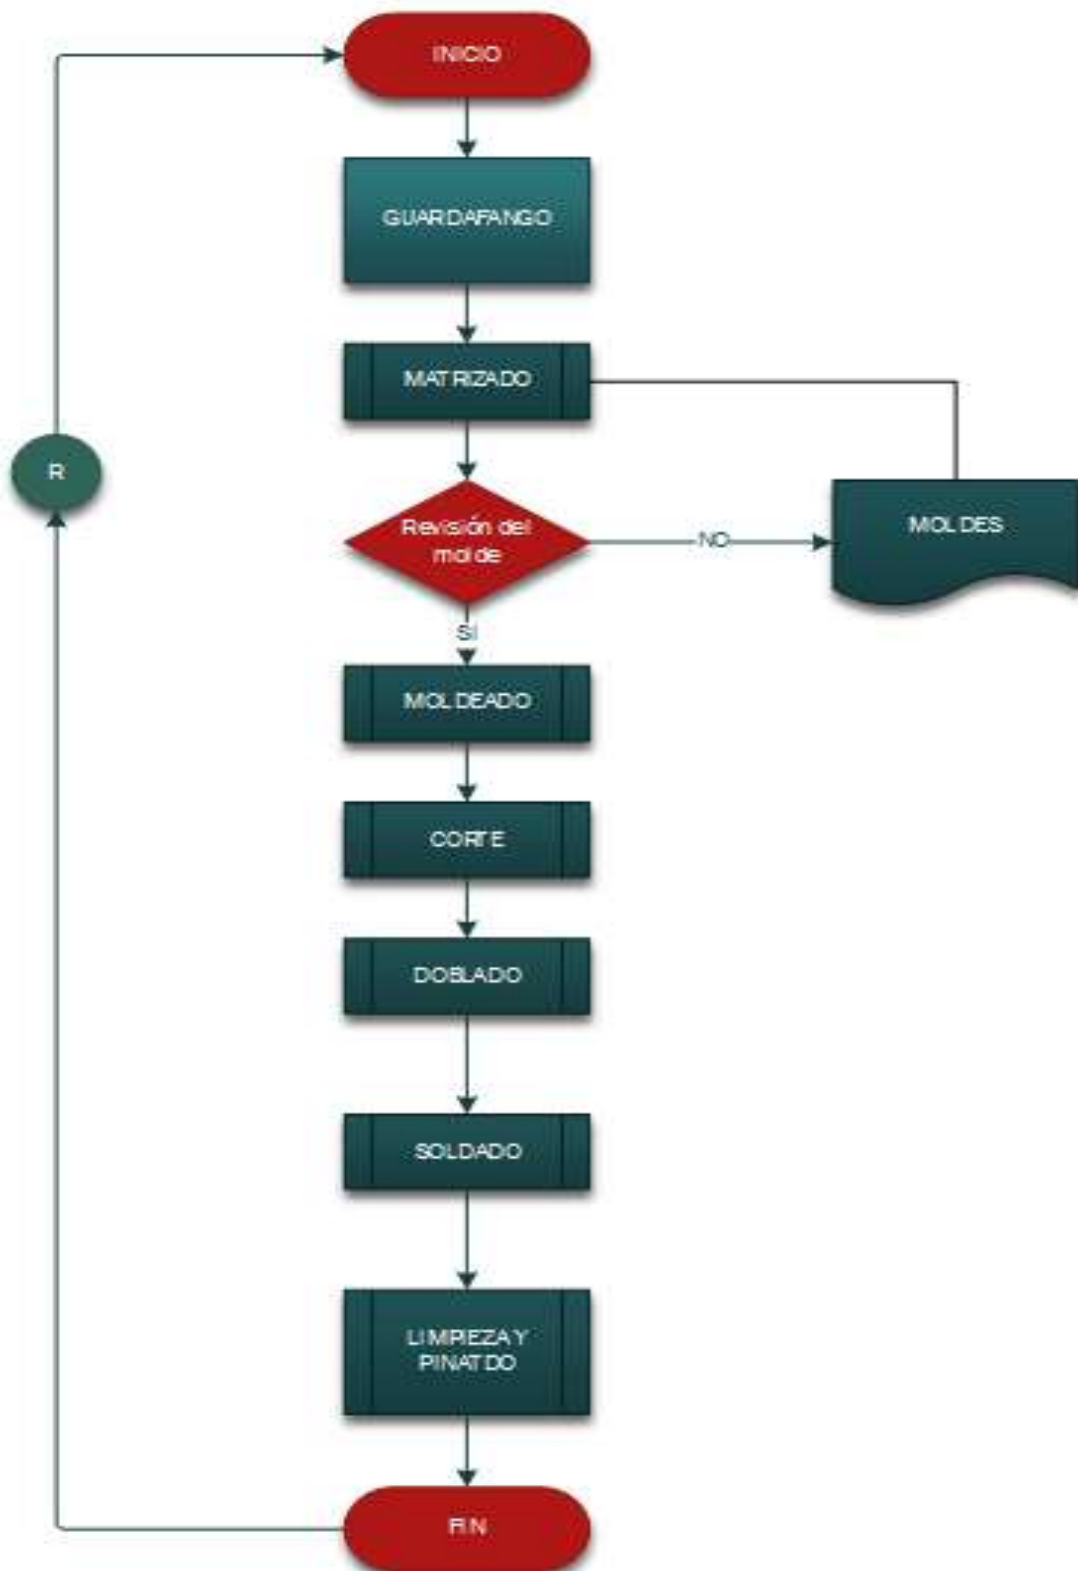 INICIO
GUARDAFANGO
MATRIZADO
R
Revisión del
molde
NO
MOLDES
SI
MOLDEADO
CORTE
DOBLADO
SOLDADO
LIMPIEZA Y
PINATDO
FIN